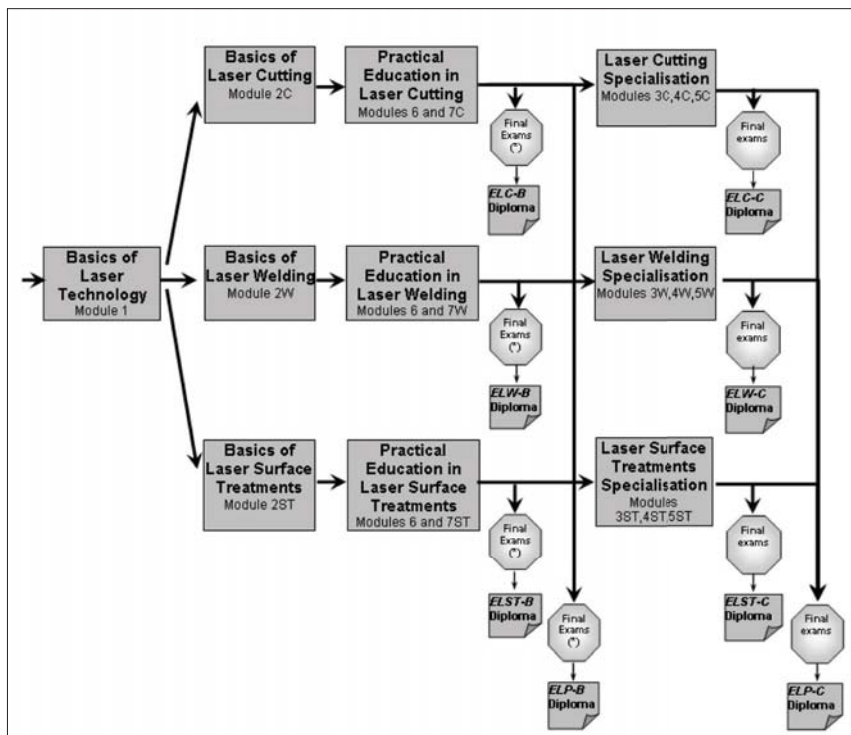 Basics of
Laser Cutting
Module 2C
Practical
Education in
Laser Cutting
Modules 6 and 7C
Laser Cutting
Specialisation
Modules 3C,4C,5C
Final
Exams
(*)
ELC-B
Diploma
Final
exams
ELC-C
Diploma
Basics of
Laser
Technology
Module 1
Basics of
Laser Welding
Module 2W
Practical
Education in
Laser Welding
Modules 6 and 7W
Laser Welding
Specialisation
Modules 3W,4W,5W
Final
Exams
(*)
ELW-B
Diploma
Final
exams
ELW-C
Diploma
Basics of
Laser Surface
Treatments
Module 2ST
Practical
Education in
Laser Surface
Treatments
Modules 6 and 7ST
Laser Surface
Treatments
Specialisation
Modules
3ST,4ST,5ST
Final
Exams
(*)
ELST-B
Diploma
Final
exams
ELST-C
Diploma
Final
Exams
(*)
ELP-B
Diploma
Final
exams
ELP-C
Diploma